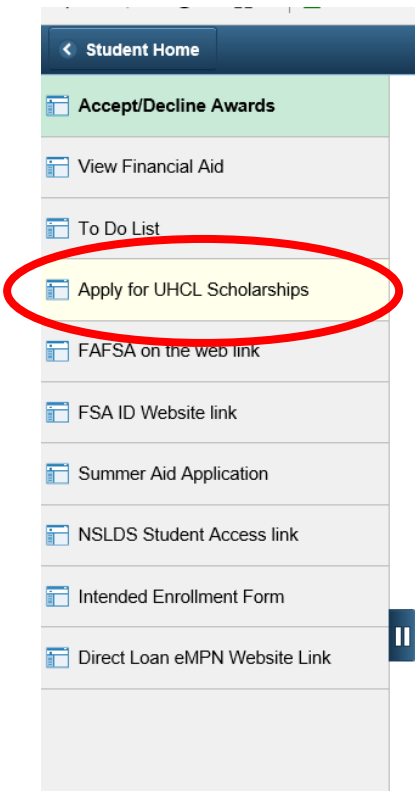 Student Home
Accept/Decline Awards
View Financial Aid
To Do List
Apply for UHCL Scholarships
FAFSA on the web link
FSA ID Website link
Summer Aid Application
NSLDS Student Access link
Intended Enrollment Form
Direct Loan eMPN Website Link